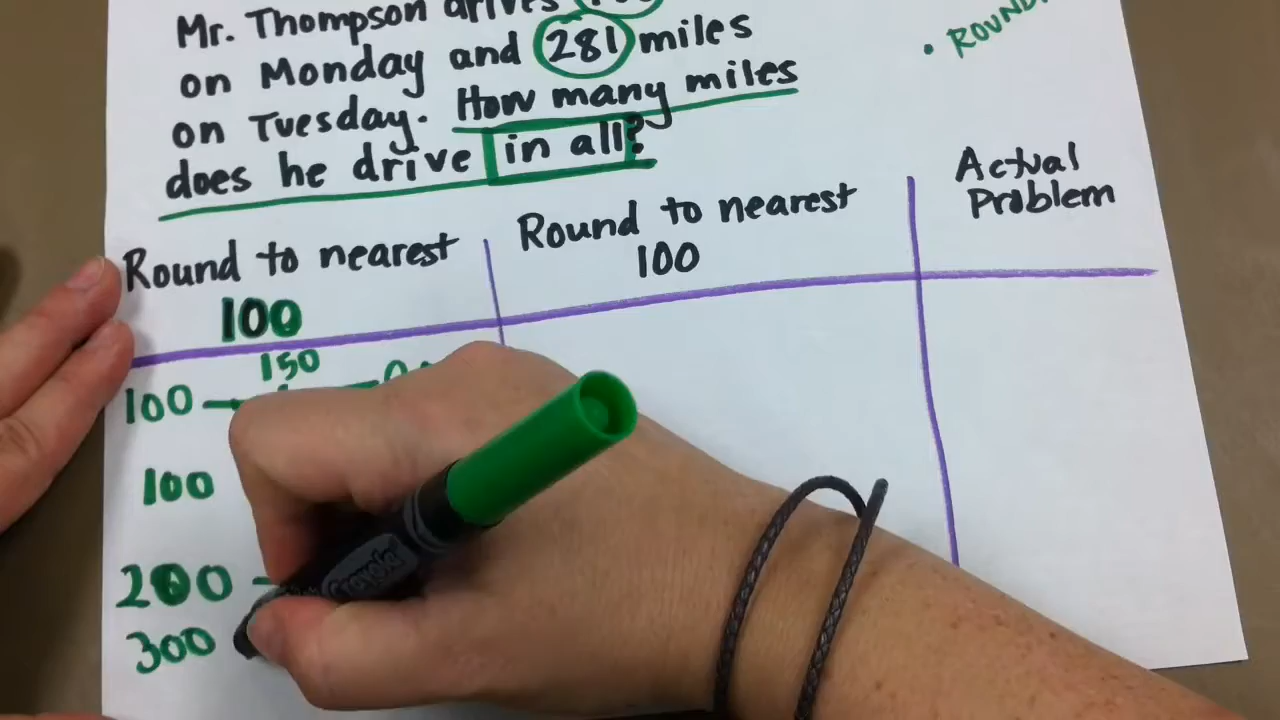 Mr. Thompson drives
on Monday and 281 miles
on Tuesday. How many miles
does he drive in all?
• ROUND
Round to nearest
100
Round to nearest
100
Actual
Problem
150
100
100
200
300
Crayola